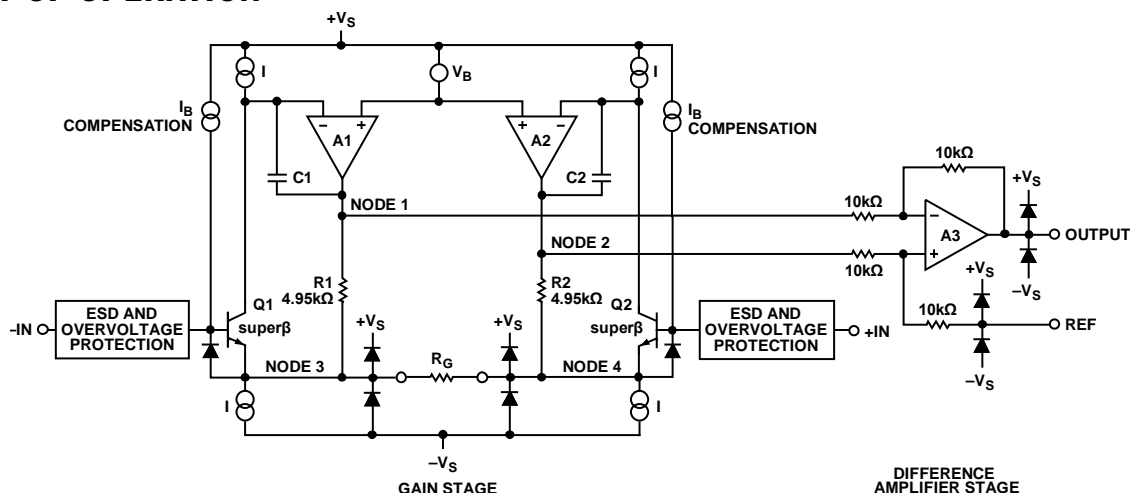 +VS
I
VB
I
IB
COMPENSATION
IB
COMPENSATION
− +
A1
+ −
A2
C1
C2
10kΩ
+VS
NODE 1
10kΩ
−
A3
+
OUTPUT
NODE 2
10kΩ
+VS
−VS
R1
4.95kΩ
R2
4.95kΩ
Q1
superβ
Q2
superβ
10kΩ
REF
−VS
−IN
ESD AND
OVERVOLTAGE
PROTECTION
+VS
+VS
ESD AND
OVERVOLTAGE
PROTECTION
+IN
NODE 3
RG
NODE 4
I
I
−VS
GAIN STAGE
DIFFERENCE
AMPLIFIER STAGE